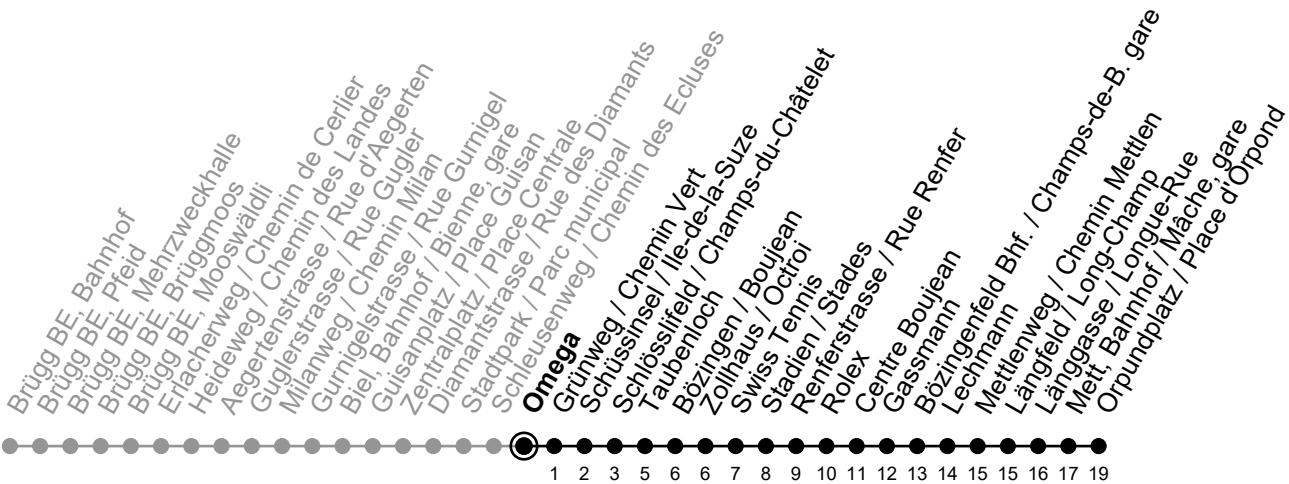 Brügg BE, Bahnhof
Brügg BE, Pfeid
Brügg BE, Mehrzweckhalle
Brügg BE, Brüggmoos
Brügg BE, Mooswäldli
Erlacherweg / Chemin de Cerlier
Heideweg / Chemin des Landes
Aegertenstrassse / Rue d'Aegerten
Guglerstrasse / Rue Gugler
Milanweg / Chemin Milan
Gurnigelstrasse / Rue Gurnigel
Biel, Bahnhof / Bienne, gare
Guisanplatz / Place Guisan
Zentralplatz / Place Centrale
Diamantstrasse / Rue des Diamants
Stadtpark / Parc municipal
Schleusenweg / Chemin des Ecluses
Omega
Grünweg / Chemin Vert
Schüssinsel / Ile-de-la-Suze
Schlösslifeld / Champs-du-Châtelet
Taubenloch
Bözingen / Boujean
Zollhaus / Octroi
Swiss Tennis
Stadien / Stades
Renferstrasse / Rue Renfer
Rolex
Centre Boujean
Gassmann
Bözingenfeld Bhf. / Champs-de-B. gare
Lechmann
Mettlenweg / Chemin Mettlen
Längfeld / Long-Champ
Länggasse / Longue-Rue
Mett, Bahnhof / Mâche, gare
Orpundplatz / Place d'Orpond
1 2 3 5 6 6 7 8 9 10 11 12 13 14 15 15 16 17 19